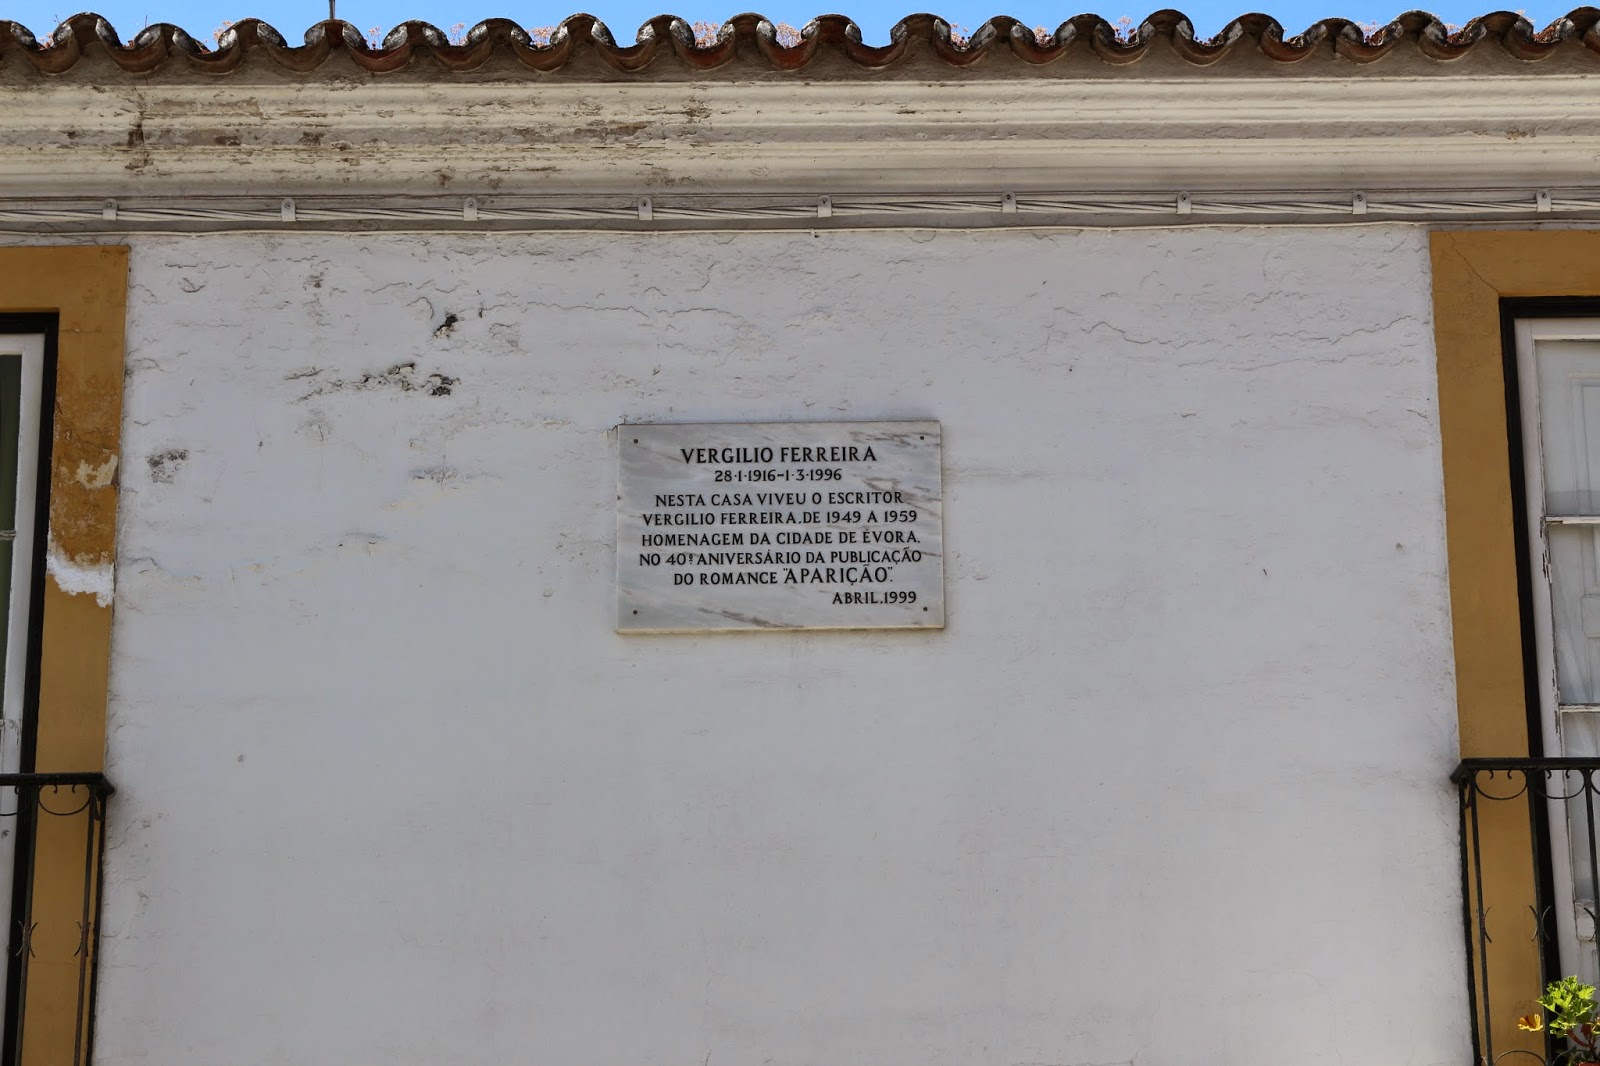 VERGILIO FERREIRA
28·1·1916-1·3·1996
NESTA CASA VIVEU O ESCRITOR
VERGILIO FERREIRA, DE 1949 A 1959
HOMENAGEM DA CIDADE DE ÉVORA,
NO 40º ANIVERSÁRIO DA PUBLICAÇÃO
DO ROMANCE "APARIÇÃO".
ABRIL.1999